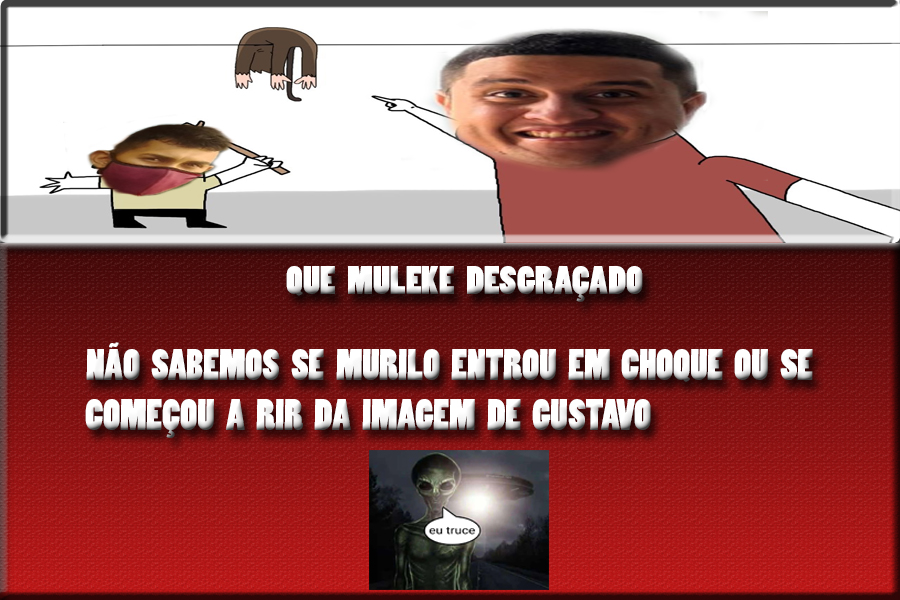 QUE MULEKE DESGRAÇADO
NÃO SABEMOS SE MURILO ENTROU EM CHOQUE OU SE
COMEÇOU A RIR DA IMAGEM DE GUSTAVO
eu truce